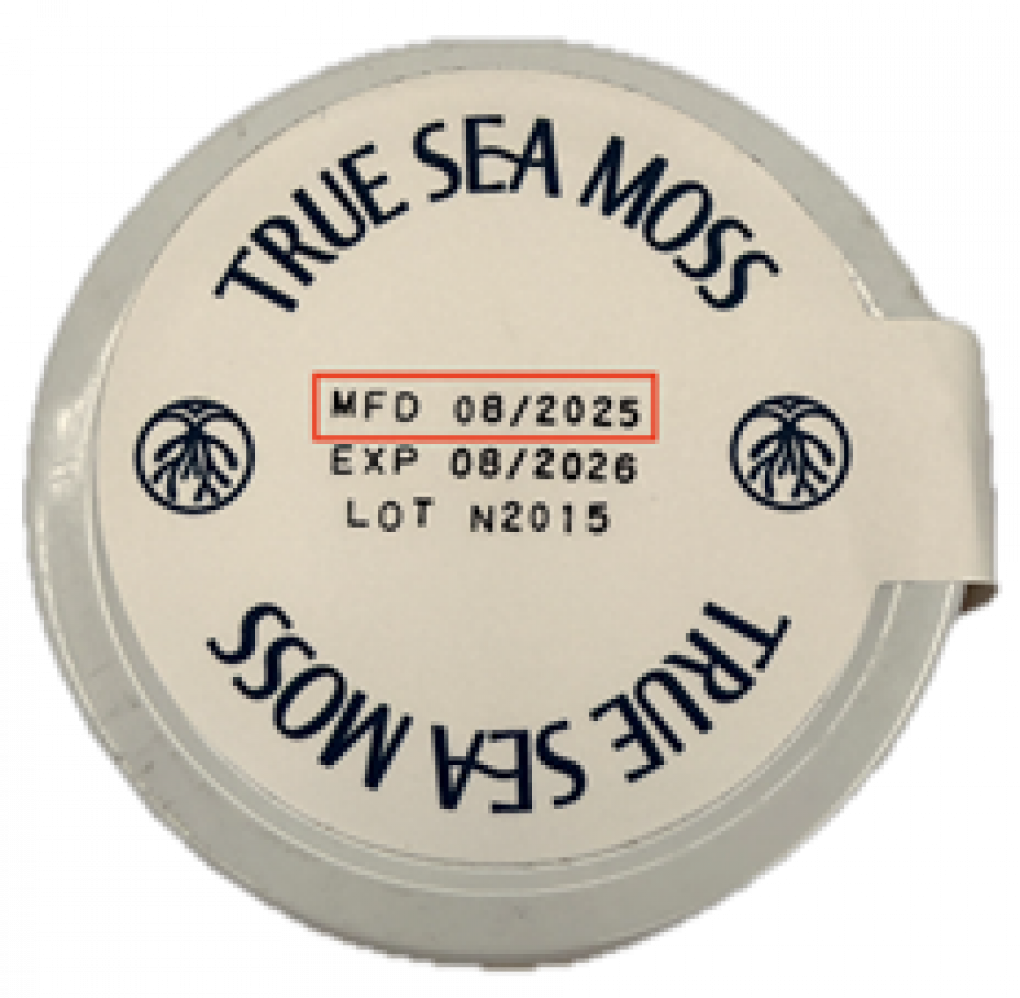 TRUE SEA MOSS
MFD 08/2025
EXP 08/2026
LOT N2015
TRUE SEA MOSS